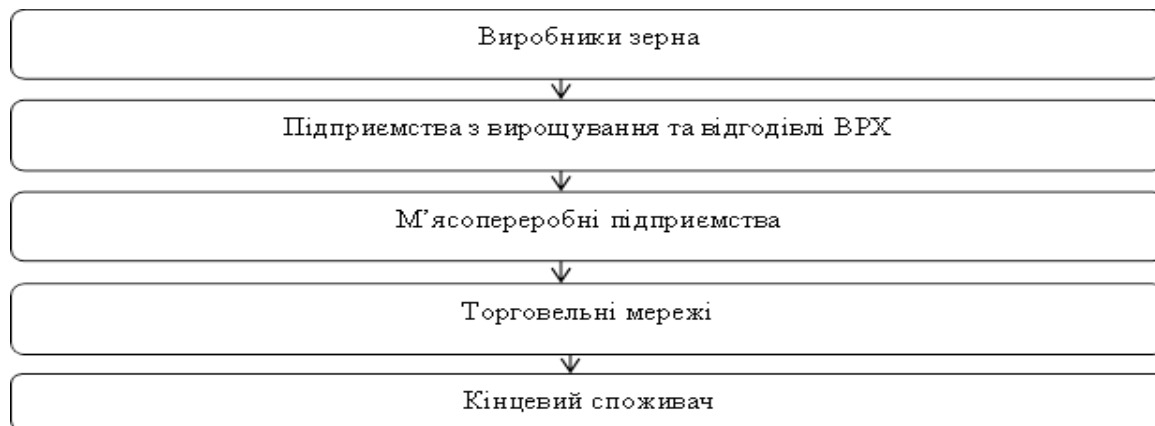 Виробники зерна
Підприємства з вирощування та відгодівлі ВРХ
М’ясопереробні підприємства
Торговельні мережі
Кінцевий споживач